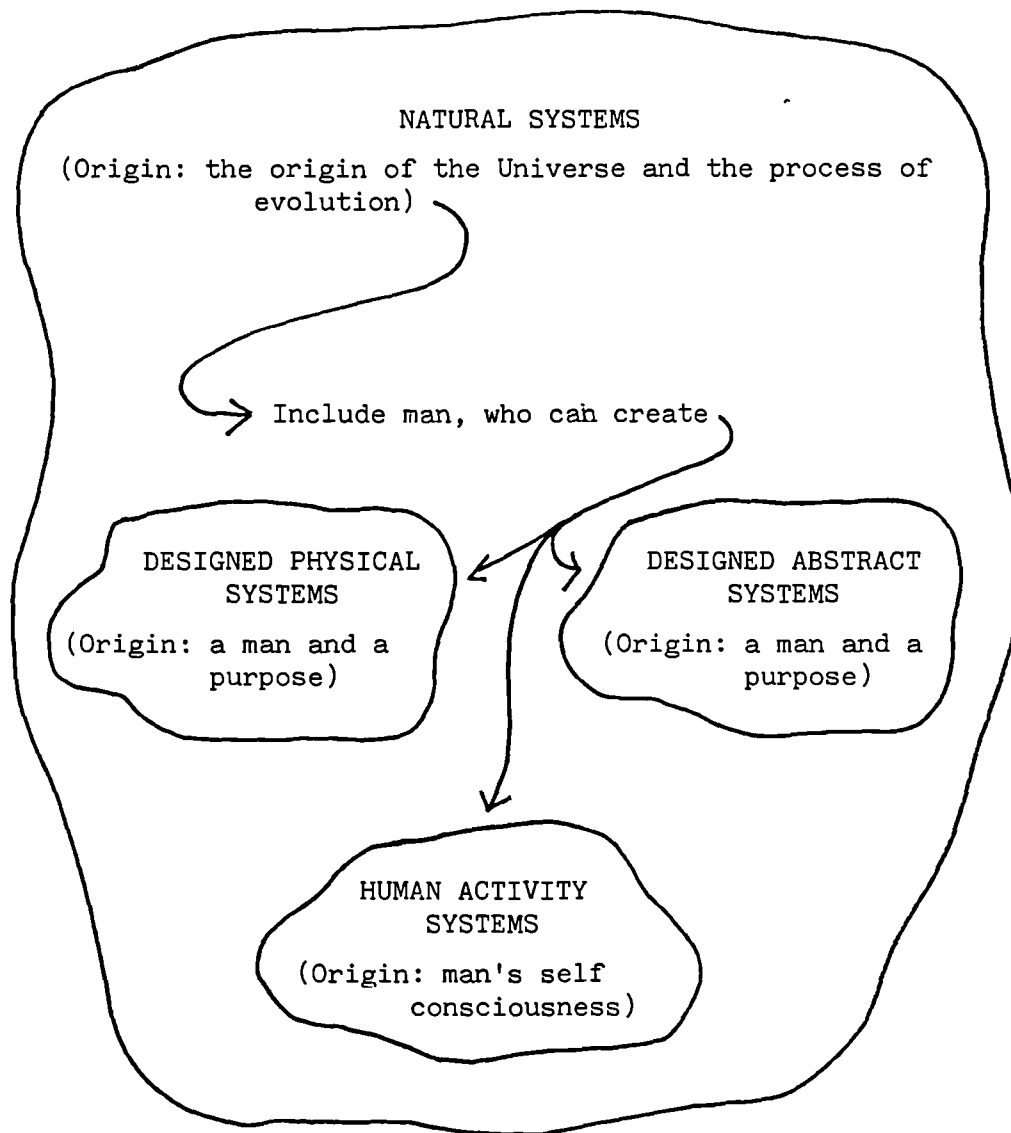 NATURAL SYSTEMS
(Origin: the origin of the Universe and the process of
evolution)
Include man, who can create
DESIGNED PHYSICAL
SYSTEMS
(Origin: a man and a
purpose)
DESIGNED ABSTRACT
SYSTEMS
(Origin: a man and a
purpose)
HUMAN ACTIVITY
SYSTEMS
(Origin: man's self
consciousness)